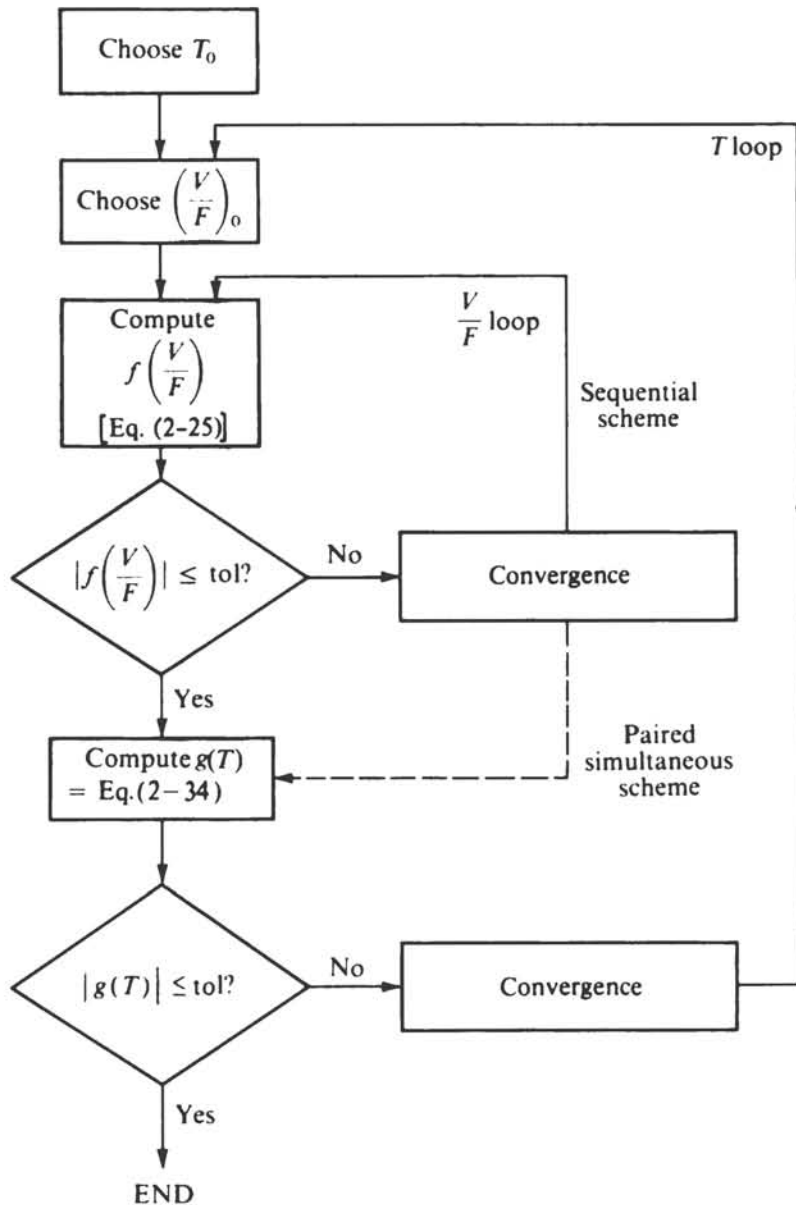 Choose T₀
T loop
Choose (V/F)₀
V/F loop
Compute
f(V/F)
[Eq. (2-25)]
Sequential
scheme
|f(V/F)| ≤ tol?
No
Convergence
Yes
Compute g(T)
= Eq.(2-34)
Paired
simultaneous
scheme
|g(T)| ≤ tol?
No
Convergence
Yes
END